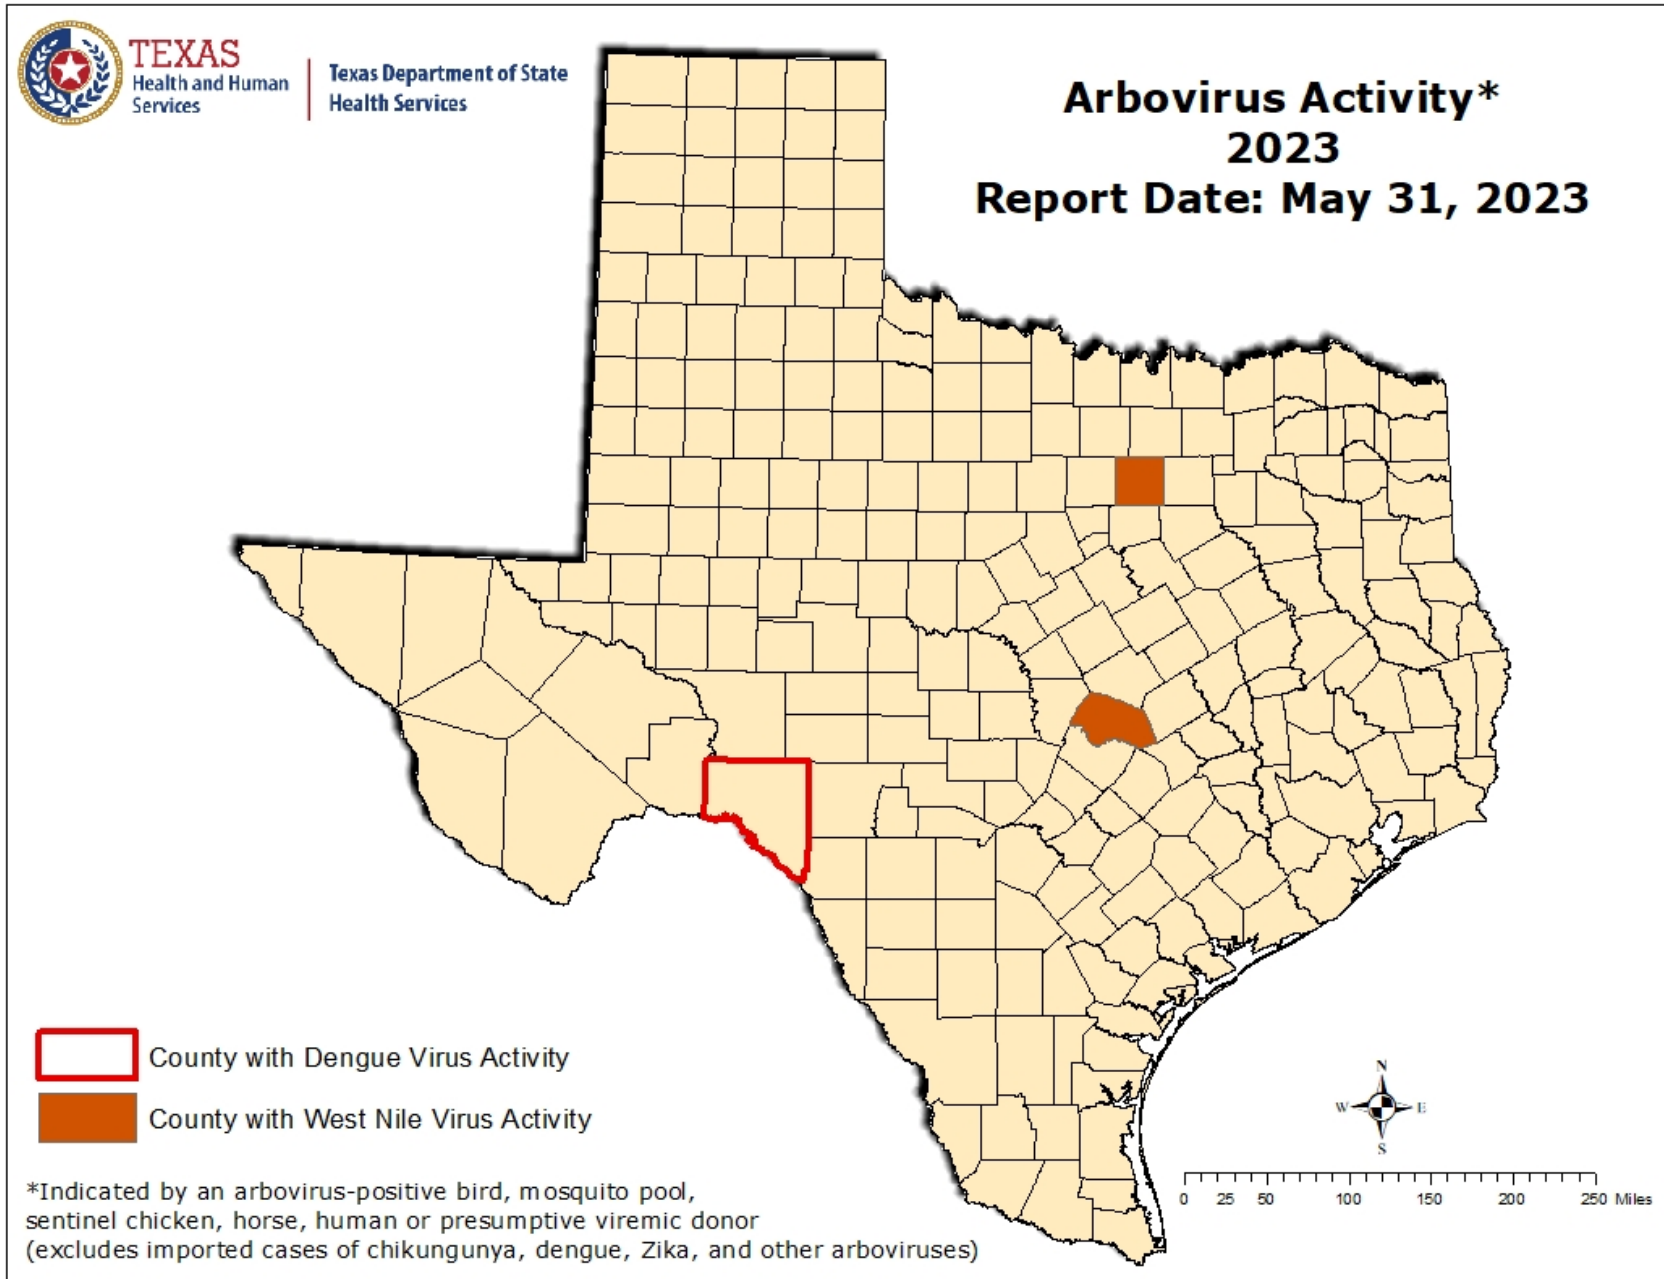 TEXAS
Health and Human
Services
Texas Department of State
Health Services
Arbovirus Activity*
2023
Report Date: May 31, 2023
County with Dengue Virus Activity
County with West Nile Virus Activity
*Indicated by an arbovirus-positive bird, mosquito pool,
sentinel chicken, horse, human or presumptive viremic donor
(excludes imported cases of chikungunya, dengue, Zika, and other arboviruses)
N
W E
S
0 25 50 100 150 200 250 Miles